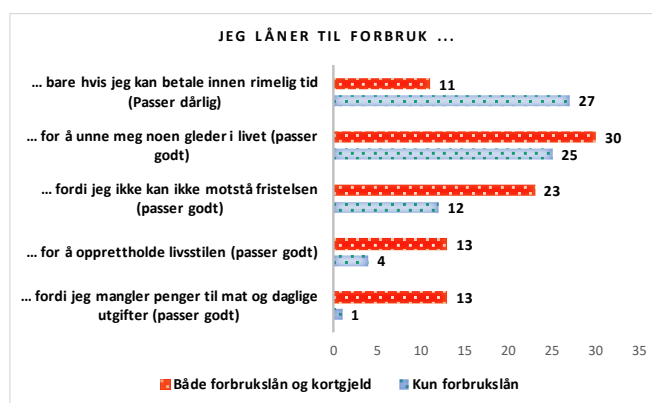 JEG LÅNER TIL FORBRUK ...
... bare hvis jeg kan betale innen rimelig tid
(Passer dårlig)
11
27
... for å unne meg noen gleder i livet (passer
godt)
30
25
... fordi jeg ikke kan ikke motstå fristelsen
(passer godt)
23
12
... for å opprettholde livsstilen (passer godt)
13
4
... fordi jeg mangler penger til mat og daglige
utgifter (passer godt)
13
1
0 5 10 15 20 25 30 35
Både forbrukslån og kortgjeld Kun forbrukslån